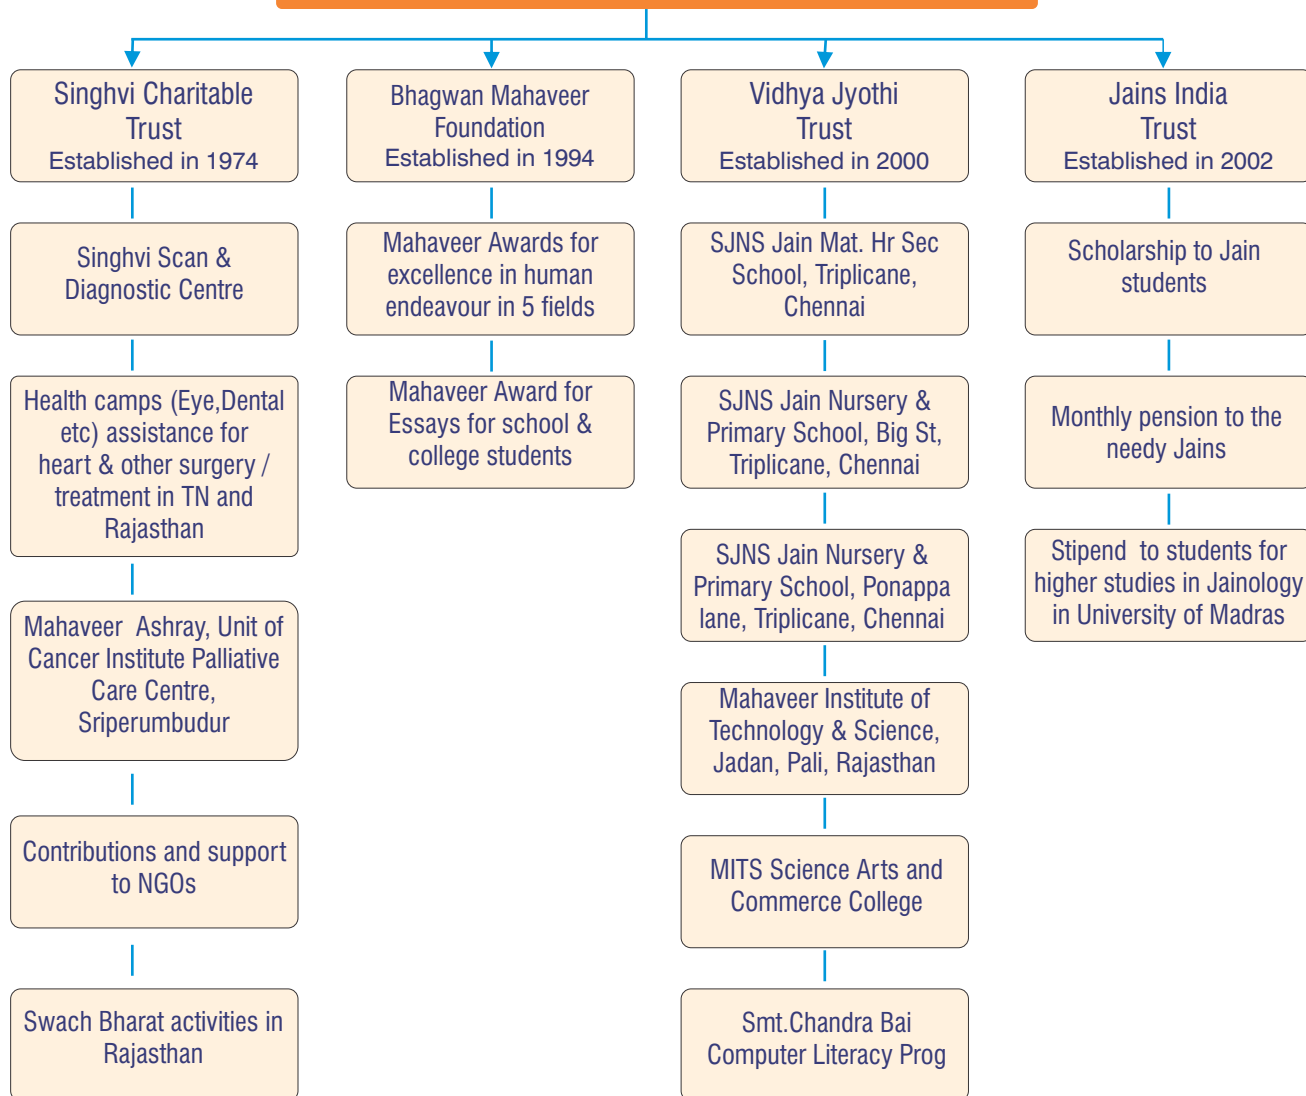 Singhvi Charitable
Trust
Established in 1974
Singhvi Scan &
Diagnostic Centre
Health camps (Eye,Dental
etc) assistance for
heart & other surgery /
treatment in TN and
Rajasthan
Mahaveer Ashray, Unit of
Cancer Institute Palliative
Care Centre,
Sriperumbudur
Contributions and support
to NGOs
Swach Bharat activities in
Rajasthan
Bhagwan Mahaveer
Foundation
Established in 1994
Mahaveer Awards for
excellence in human
endeavour in 5 fields
Mahaveer Award for
Essays for school &
college students
Vidhya Jyothi
Trust
Established in 2000
SJNS Jain Mat. Hr Sec
School, Triplicane,
Chennai
SJNS Jain Nursery &
Primary School, Big St,
Triplicane, Chennai
SJNS Jain Nursery &
Primary School, Ponappa
lane, Triplicane, Chennai
Mahaveer Institute of
Technology & Science,
Jadan, Pali, Rajasthan
MITS Science Arts and
Commerce College
Smt.Chandra Bai
Computer Literacy Prog
Jains India
Trust
Established in 2002
Scholarship to Jain
students
Monthly pension to the
needy Jains
Stipend to students for
higher studies in Jainology
in University of Madras